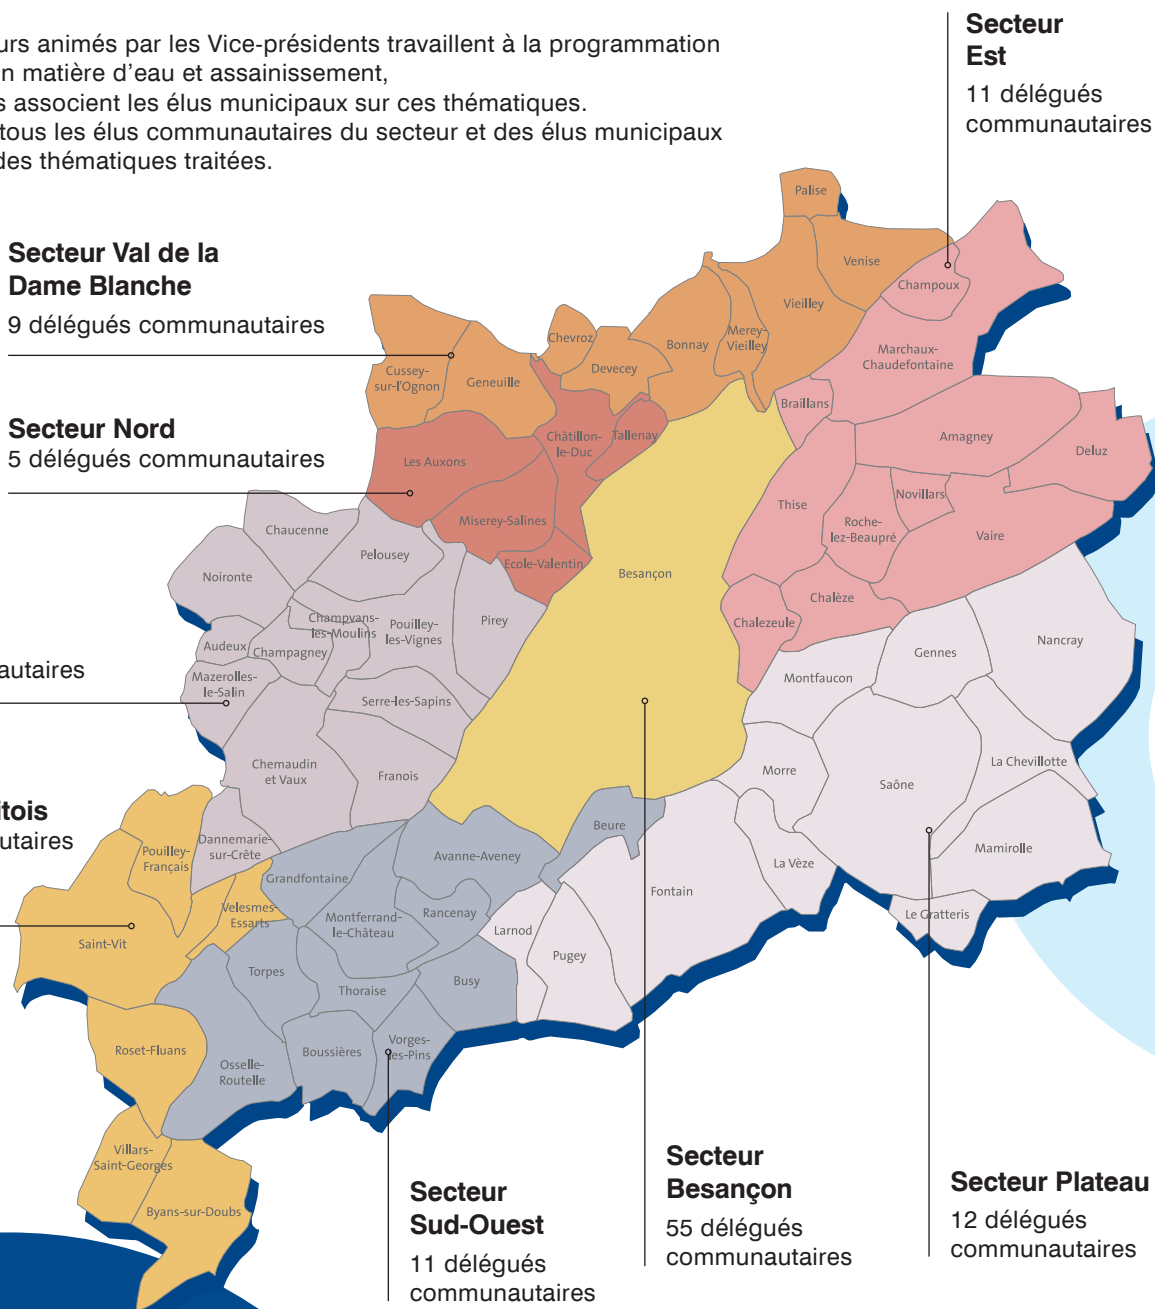 urs animés par les Vice-présidents travaillent à la programmation
n matière d'eau et assainissement,
s associent les élus municipaux sur ces thématiques.
tous les élus communautaires du secteur et des élus municipaux
des thématiques traitées.
Secteur
Est
11 délégués
communautaires
Secteur Val de la
Dame Blanche
9 délégués communautaires
Secteur Nord
5 délégués communautaires
autaires
itois
utaires
Palise
Venise
Champoux
Vieilley
Chevroz
Bonnay
Merey-
Vieilley
Devecey
Cussey-
sur-l'Ognon
Geneuille
Marchaux-
Chaudefontaine
Braillans
Châtillon-
le-Duc
Tallenay
Les Auxons
Amagney
Deluz
Miserey-Salines
Thise
Novillars
Roche-
lez-Beaupré
Vaire
Chaucenne
Pelousey
Ecole-Valentin
Besançon
Noironte
Champvans-
les-Moulins
Pouilley-
les-Vignes
Pirey
Chalezeule
Chalèze
Audeux
Champagney
Gennes
Nancray
Mazerolles-
le-Salin
Montfaucon
Serre-les-Sapins
Chemaudin
et Vaux
Franois
Morre
Saône
La Chevillotte
Beure
Dannemarie-
sur-Crête
Pouilley-
Français
Avanne-Aveney
La Vèze
Mamirolle
Grandfontaine
Fontain
Velesmes-
Essarts
Montferrand-
le-Château
Rancenay
Larnod
Le Gratteris
Saint-Vit
Pugey
Torpes
Thoraise
Busy
Roset-Fluans
Osselle-
Routelle
Boussières
Vorges-
les-Pins
Villars-
Saint-Georges
Byans-sur-Doubs
Secteur
Sud-Ouest
11 délégués
communautaires
Secteur
Besançon
55 délégués
communautaires
Secteur Plateau
12 délégués
communautaires